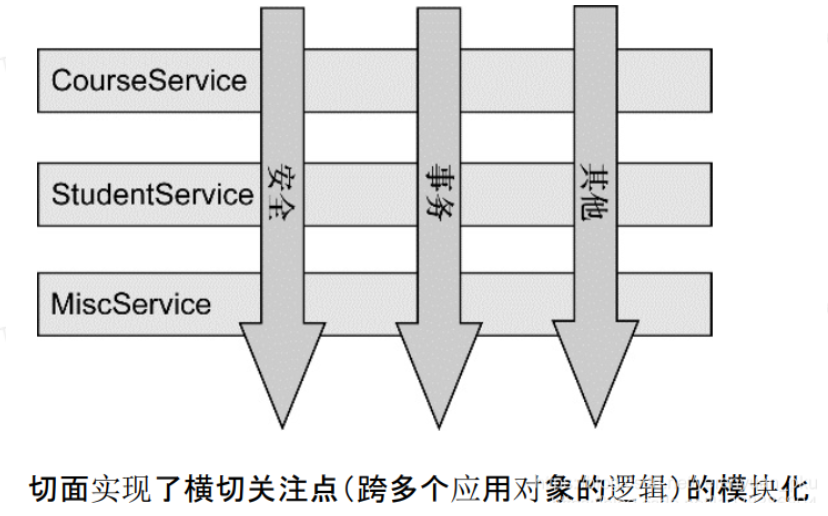 CourseService
安全
事务
其他
StudentService
MiscService
切面实现了横切关注点(跨多个应用对象的逻辑)的模块化